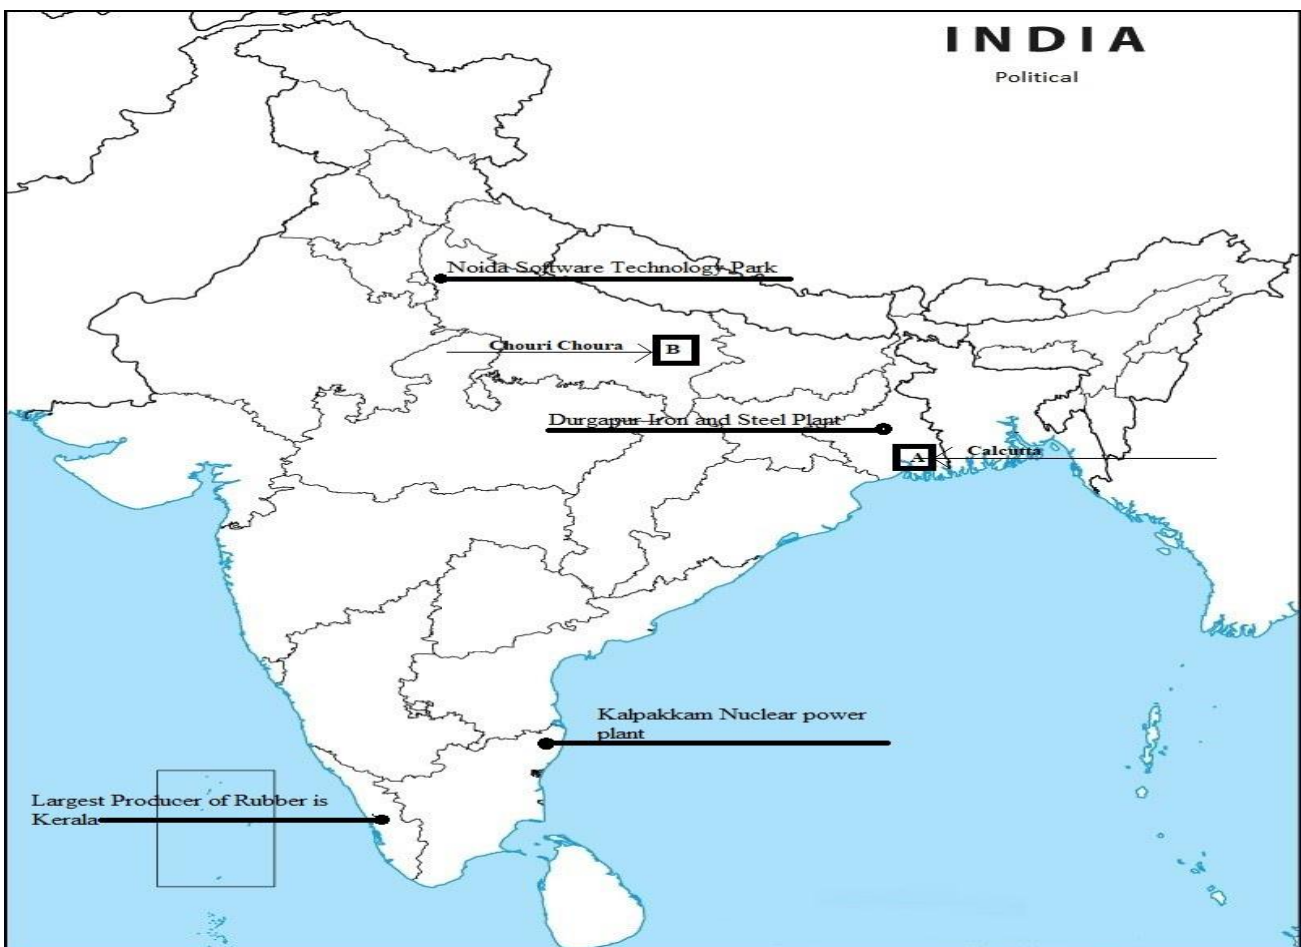 INDIA
Political
Noida Software Technology Park
Chouri Choura
B
Durgapur Iron and Steel Plant
A
Calcutta
Kalpakkam Nuclear power
plant
Largest Producer of Rubber is
Kerala